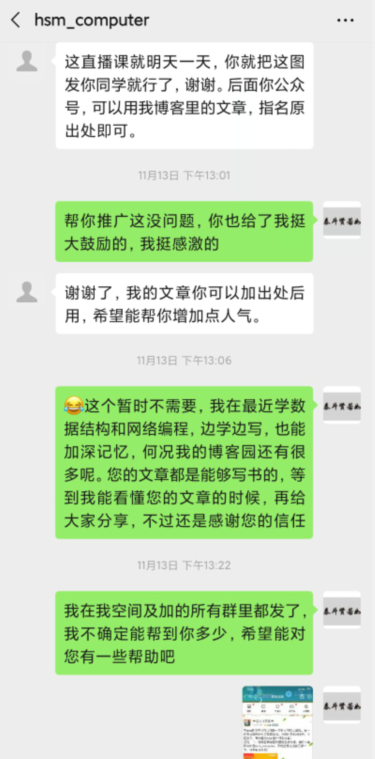 hsm_computer
这直播课就明天一天，你就把这图
发你同学就行了，谢谢。后面你公众
号，可以用我博客里的文章，指名原
出处即可。
11月13日 下午13:01
帮你推广这没问题，你也给了我挺
大鼓励的，我挺感激的
谢谢了，我的文章你可以加出处后
用，希望能帮你增加点人气。
11月13日 下午13:06
😂这个暂时不需要，我在最近学数
据结构和网络编程，边学边写，也能
加深记忆，何况我的博客园还有很
多呢。您的文章都是能够写书的，等
到我能看懂您的文章的时候，再给
大家分享，不过还是感谢您的信任
11月13日 下午13:22
我在我空间及加的所有群里都发了，
我不确定能帮到你多少，希望能对
您有一些帮助吧